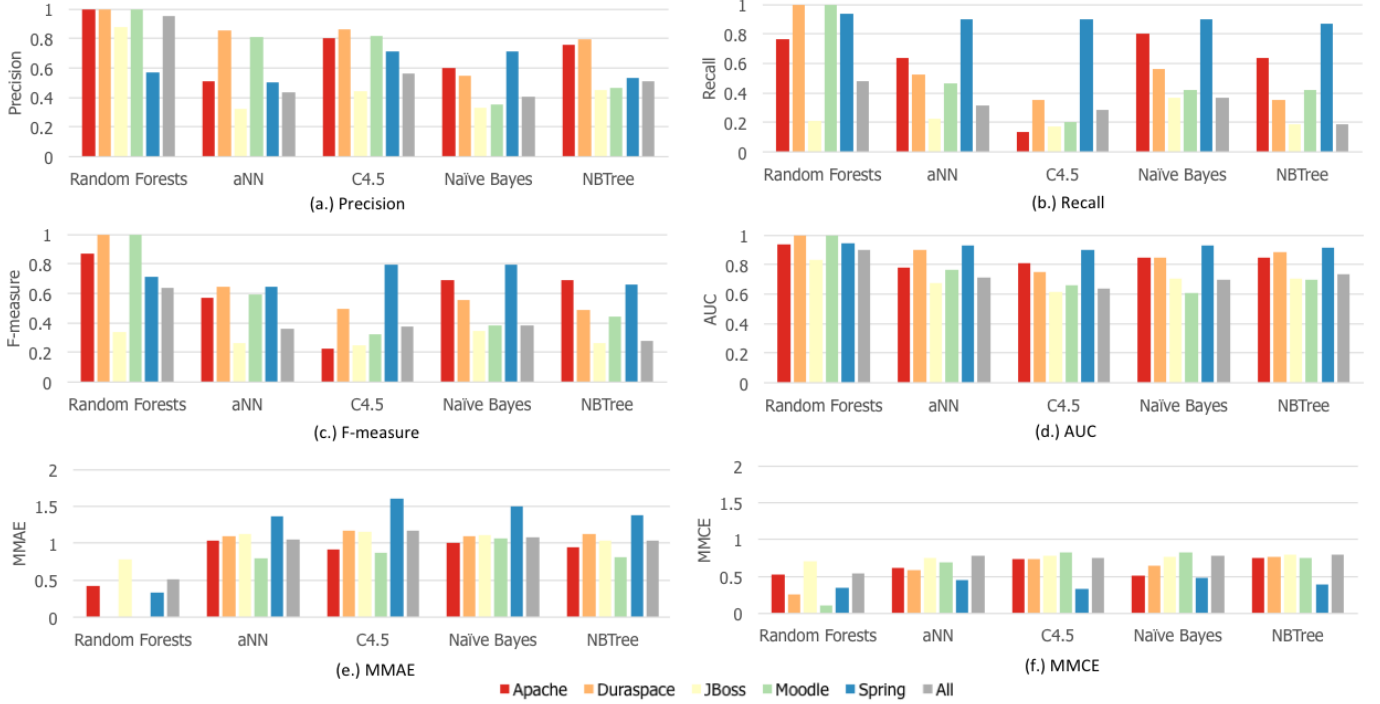 1
0.8
0.6
0.4
0.2
0
Precision
Random Forests aNN C4.5 Naïve Bayes NBTree
(a.) Precision
1
0.8
0.6
0.4
0.2
0
Recall
Random Forests aNN C4.5 Naïve Bayes NBTree
(b.) Recall
1
0.8
0.6
0.4
0.2
0
F-measure
Random Forests aNN C4.5 Naïve Bayes NBTree
(c.) F-measure
1
0.8
0.6
0.4
0.2
0
AUC
Random Forests aNN C4.5 Naïve Bayes NBTree
(d.) AUC
2
1.5
1
0.5
0
MMAE
Random Forests aNN C4.5 Naïve Bayes NBTree
(e.) MMAE
2
1.5
1
0.5
0
MMCE
Random Forests aNN C4.5 Naïve Bayes NBTree
(f.) MMCE
Apache Duraspace JBoss Moodle Spring All